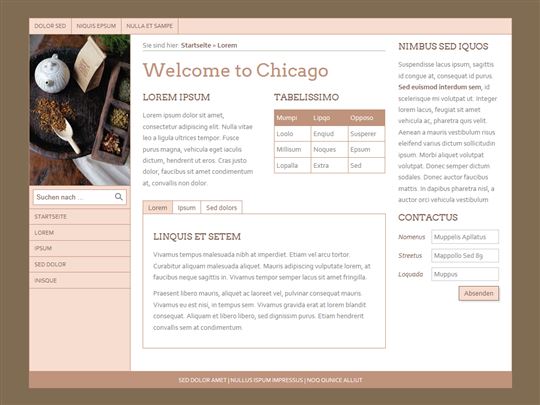 DOLOR SED NIQUIS EPSUM NULLA ET SAMPE
Suchen nach ...
STARTSEITE
LOREM
IPSUM
SED DOLOR
INISQUE
Sie sind hier: Startseite » Lorem
Welcome to Chicago
LOREM IPSUM
Lorem ipsum dolor sit amet,
consectetur adipiscing elit. Nulla vitae
leo a ligula ultrices tempor. Fusce
purus magna, vehicula eget iaculis
dictum, hendrerit ut eros. Cras justo
dolor, faucibus sit amet condimentum
at, convallis quis nisl.
TABELISSIMO
Mumpi Lipqo Opposo
Loolo Enqiud Susperer
Millisum Noques Epsum
Lopalla Extra Sed
Lorem Ipsum Sed dolors
LINQUIS ET SETEM
Vivamus tempus malesuada nibh at imperdiet. Etiam vel arcu tortor.
Curabitur aliquam malesuada aliquet. Mauris adipiscing vulputate lorem, at
faucibus neque sagittis in. Vivamus tempor semper lacus sit amet fringilla.
Praesent libero mauris, aliquet ac laoreet vel, pulvinar consequat mauris.
Vivamus eu est nisi, in tempus sem. Vivamus gravida erat at lorem blandit
consequat. Aliquam et libero libero, sed dignissim purus. Etiam hendrerit
convallis sem at condimentum.
NIMBUS SED IQUOS
Suspendisse lacus ipsum, sagittis
id congue at, consequat id purus.
Sed euismod interdum sem, id
scelerisque mi volutpat ut. Integer
lorem lacus, feugiat sit amet
vehicula ac, pharetra quis velit.
Aenean a mauris vestibulum risus
eleifend varius dictum sollicitudin
ipsum. Morbi aliquet volutpat
volutpat. Donec semper dictum
sodales. Donec auctor faucibus
mattis. In dapibus pharetra nisl, a
auctor orci vehicula vestibulum
CONTACTUS
Nomenus Muppelis Apllatus
Streetus Mappollo Sed 89
Loquada Muppus
Absenden
SED DOLOR AMET | NULLUS ISPUM IMPRESSUS | NOQ QUNICE ALLIUT